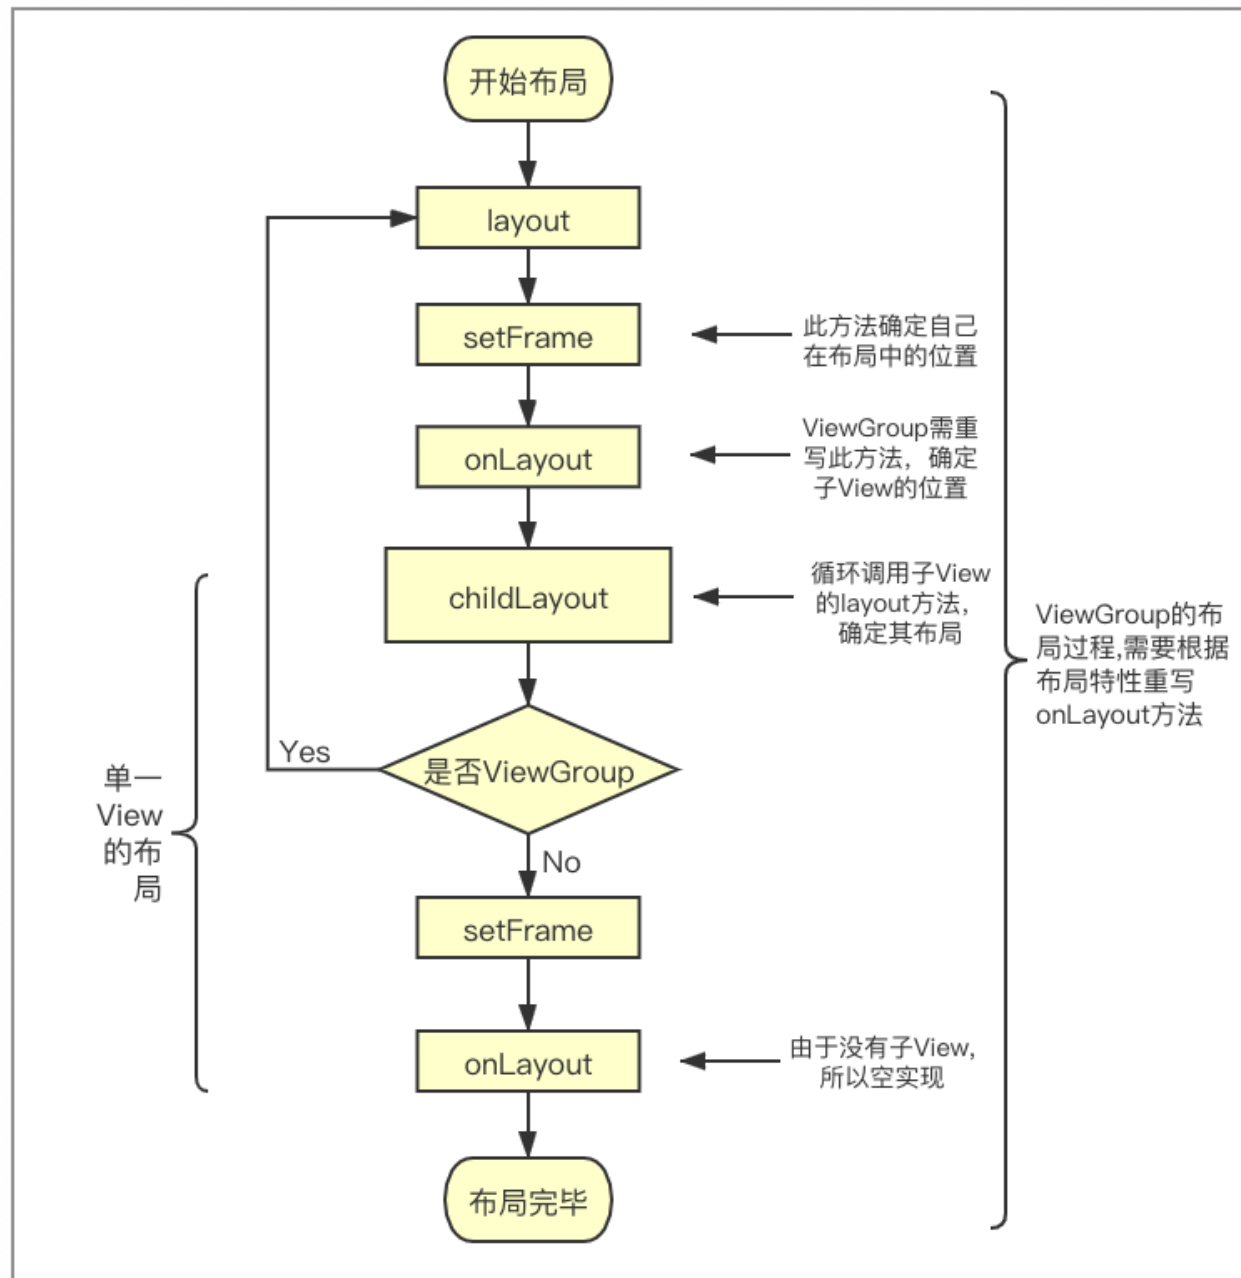 开始布局
layout
setFrame
此方法确定自己
在布局中的位置
onLayout
ViewGroup需重
写此方法，确定
子View的位置
childLayout
循环调用子View
的layout方法，
确定其布局
ViewGroup的布
局过程,需要根据
布局特性重写
onLayout方法
是否ViewGroup
Yes
单一
View
的布
局
No
setFrame
onLayout
由于没有子View,
所以空实现
布局完毕